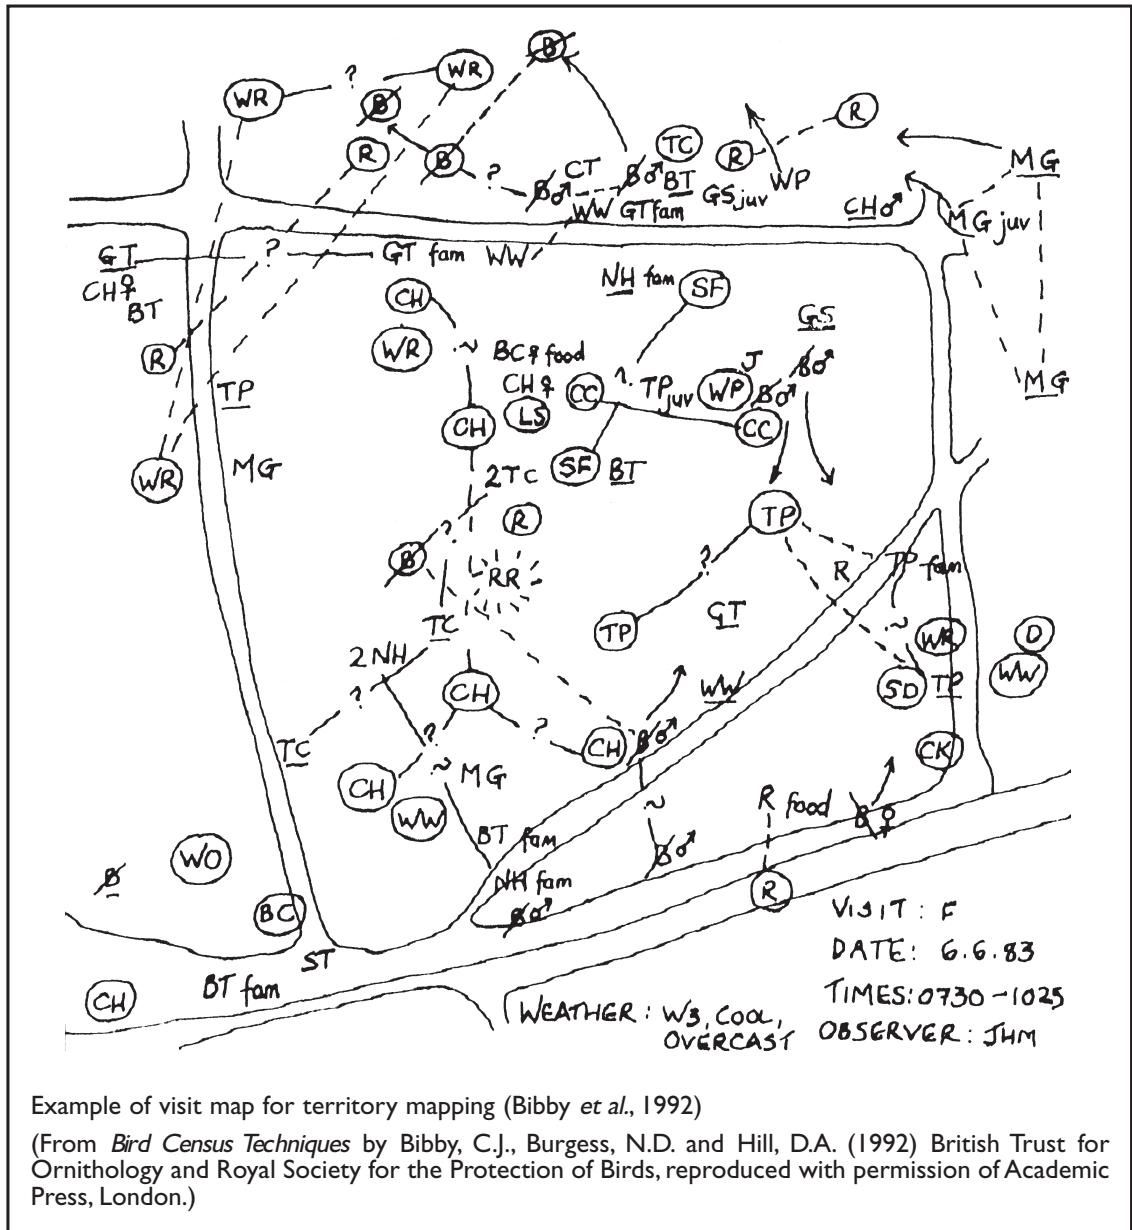 WR ? WR B
B R
R B ? B♂ CT B♂ TC BT R WP MG
WW GT fam GS juv CH♂ MG juv
GT ? GT fam WW
CH♀ NH fam SF
BT CH GS
R WR ~ BC♀ food J B♂
TP CH♀ CC ? TP juv WP B♂ MG
CH LS CC
WR MG 2TC SF BT
? R TP
B RR ? R TP fam
TC TP GT ~ WR D
2NH CH WW SD TP WW
? ? ?
TC ~ CH B♂ CK
CH MG
WW ~ R food B♀
BT fam B♂
WO NH fam
B BC B♂ R
ST
BT fam
CH
VISIT: F
DATE: 6.6.83
TIMES: 0730-1025
OBSERVER: JHM
WEATHER: W3, COOL,
OVERCAST
Example of visit map for territory mapping (Bibby et al., 1992)
(From Bird Census Techniques by Bibby, C.J., Burgess, N.D. and Hill, D.A. (1992) British Trust for
Ornithology and Royal Society for the Protection of Birds, reproduced with permission of Academic
Press, London.)